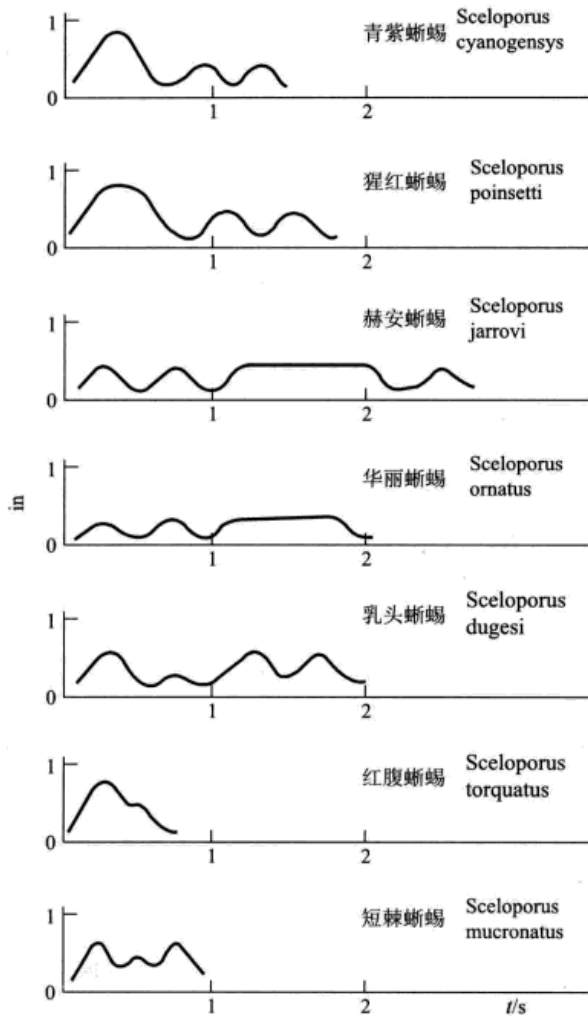 1
青紫蜥蜴 Sceloporus
cyanogensys
0
1 2
1
猩红蜥蜴 Sceloporus
poinsetti
0
1 2
1
赫安蜥蜴 Sceloporus
jarrovi
0
1 2
1
华丽蜥蜴 Sceloporus
ornatus
in
0
1 2
1
乳头蜥蜴 Sceloporus
dugesi
0
1 2
1
红腹蜥蜴 Sceloporus
torquatus
0
1 2
1
短棘蜥蜴 Sceloporus
mucronatus
0
1 2 t/s